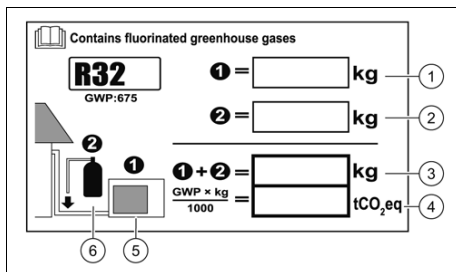 Contains fluorinated greenhouse gases
R32
GWP:675
❶= kg ①
❷= kg ②
❷
❶
❶+❷= kg ③
GWP × kg
1000
= tCO₂eq ④
⑥ ⑤